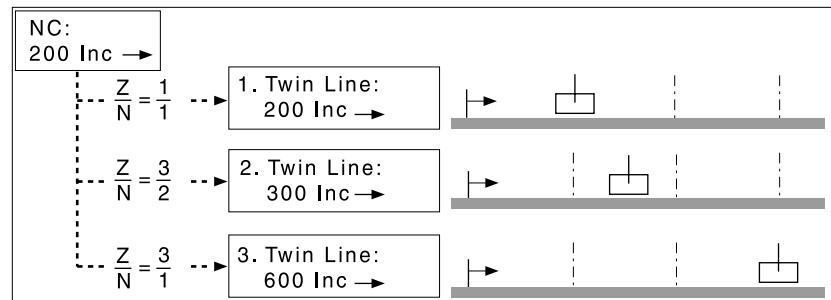 NC:
200 Inc
Z/N = 1/1
1. Twin Line:
200 Inc
Z/N = 3/2
2. Twin Line:
300 Inc
Z/N = 3/1
3. Twin Line:
600 Inc